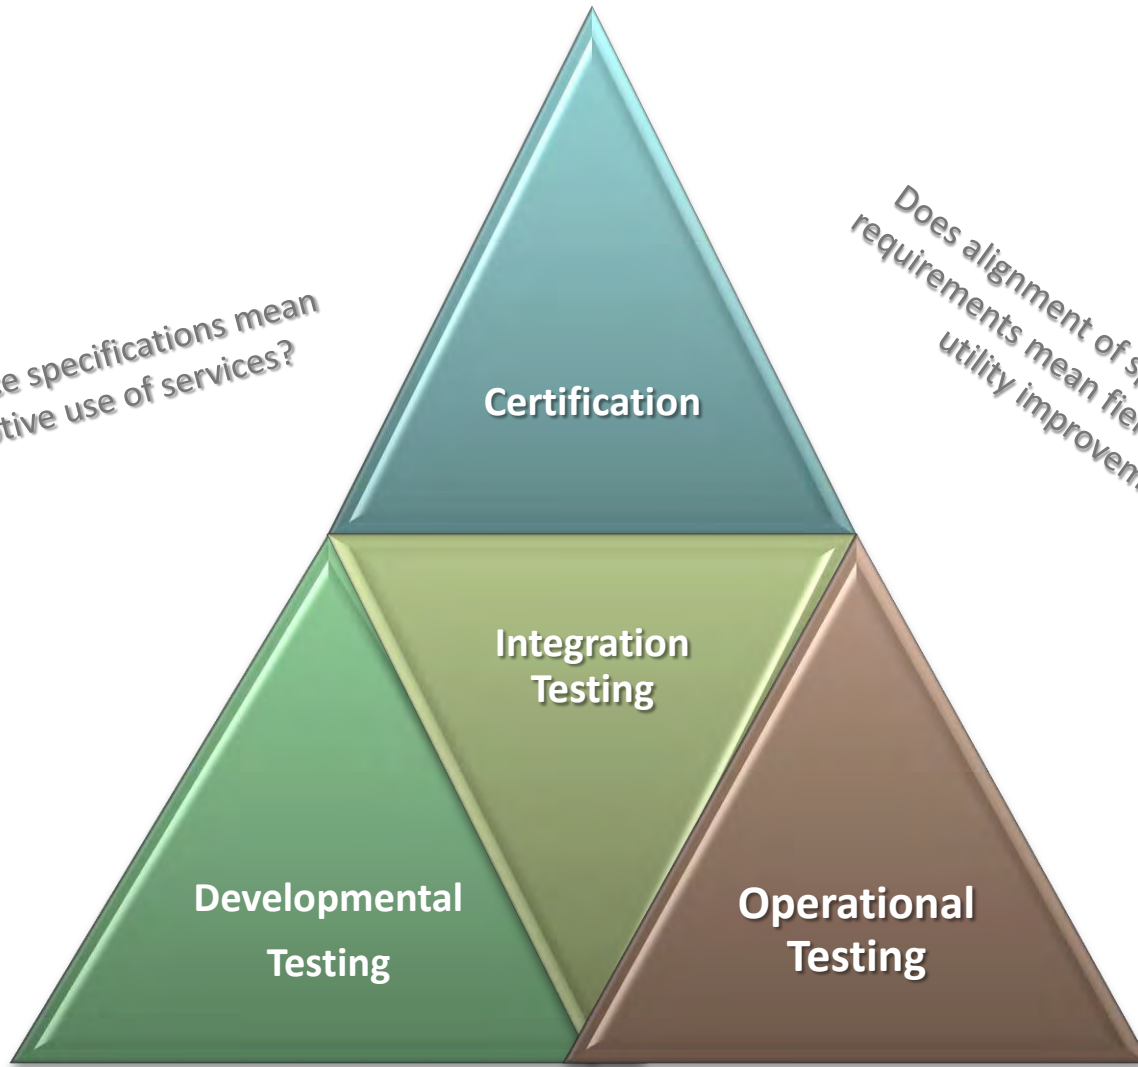 specifications mean
use of services?
Does alignment of
requirements mean
utility
Certification
Integration
Testing
Developmental
Testing
Operational
Testing